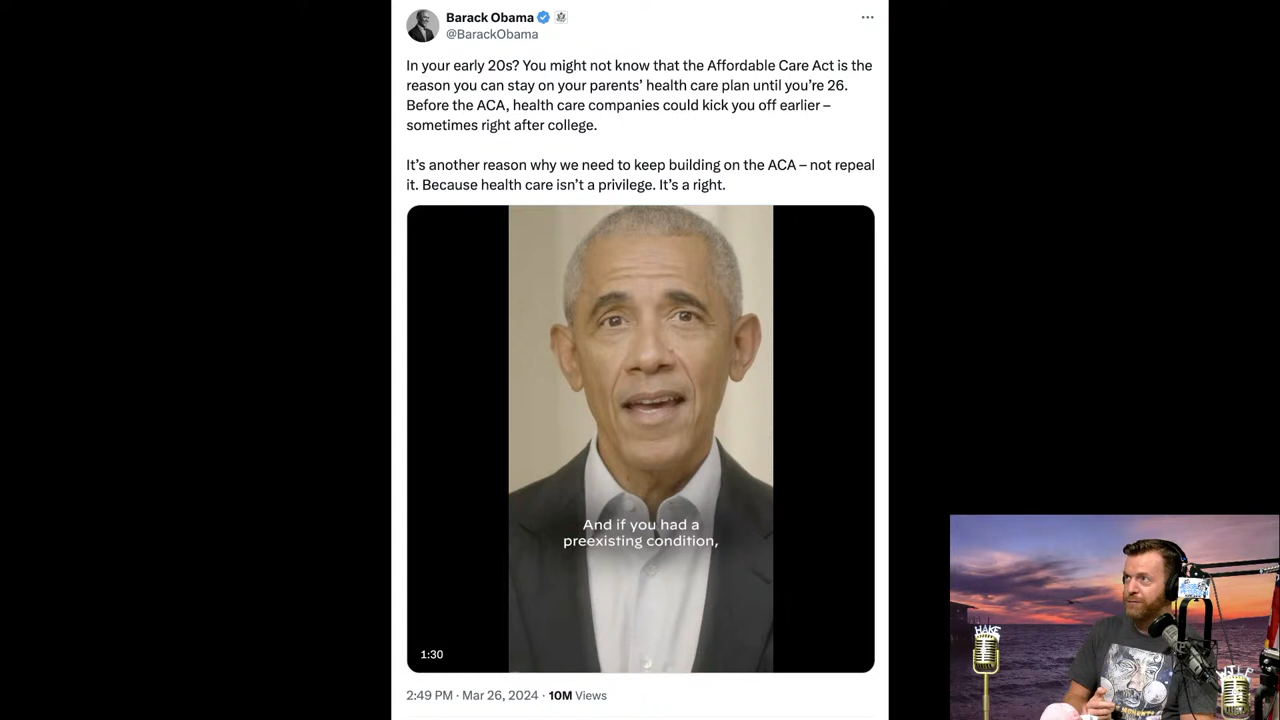 Barack Obama
@BarackObama
In your early 20s? You might not know that the Affordable Care Act is the
reason you can stay on your parents’ health care plan until you’re 26.
Before the ACA, health care companies could kick you off earlier –
sometimes right after college.
It’s another reason why we need to keep building on the ACA – not repeal
it. Because health care isn’t a privilege. It’s a right.
And if you had a
preexisting condition,
1:30
2:49 PM · Mar 26, 2024 · 10M Views
HAKE